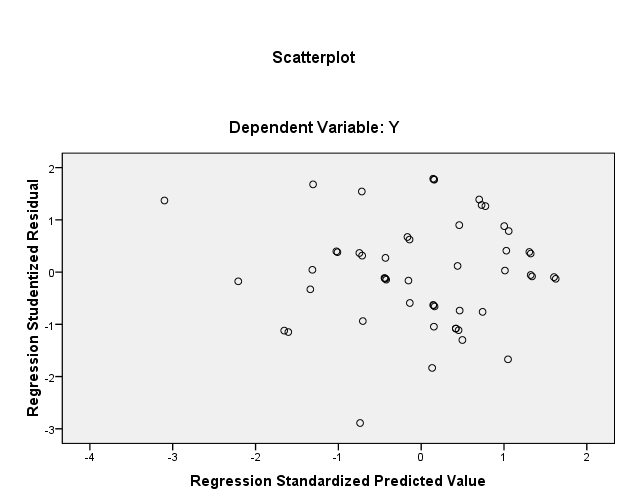 Scatterplot
Dependent Variable: Y
Regression Studentized Residual
2
1
0
-1
-2
-3
-4 -3 -2 -1 0 1 2
Regression Standardized Predicted Value